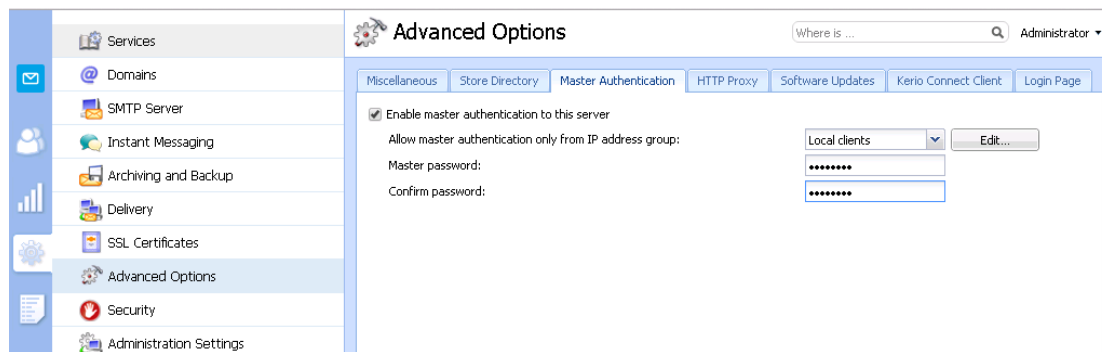 Advanced Options
Where is ...
Administrator
Services
Domains
SMTP Server
Instant Messaging
Archiving and Backup
Delivery
SSL Certificates
Advanced Options
Security
Administration Settings
Miscellaneous
Store Directory
Master Authentication
HTTP Proxy
Software Updates
Kerio Connect Client
Login Page
Enable master authentication to this server
Allow master authentication only from IP address group:
Local clients
Edit...
Master password:
••••••••
Confirm password:
••••••••